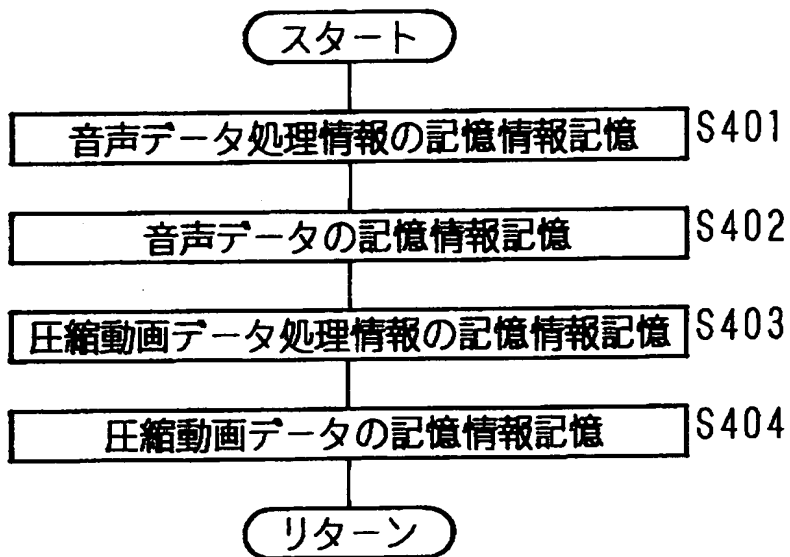 スタート
音声データ処理情報の記憶情報記憶 S401
音声データの記憶情報記憶 S402
圧縮動画データ処理情報の記憶情報記憶 S403
圧縮動画データの記憶情報記憶 S404
リターン